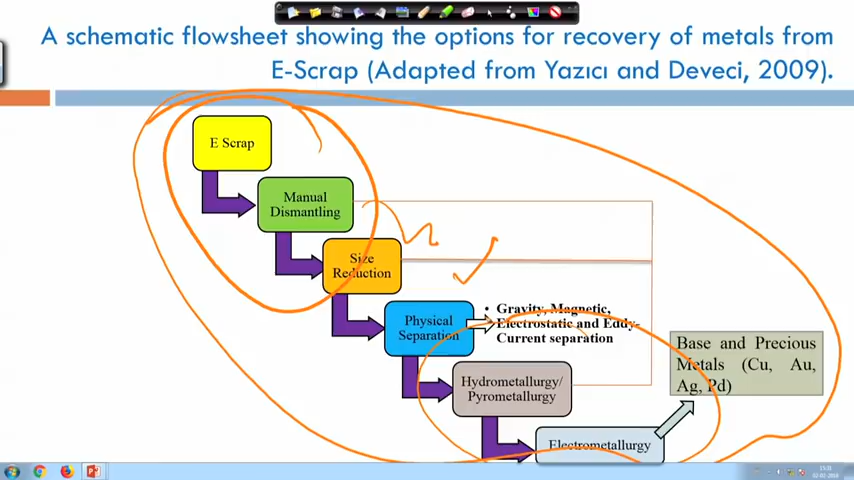 A schematic flowsheet showing the options for recovery of metals from
E-Scrap (Adapted from Yazıcı and Deveci, 2009).
E Scrap
Manual
Dismantling
Size
Reduction
Physical
Separation
• Gravity, Magnetic,
Electrostatic and Eddy-
Current separation
Hydrometallurgy/
Pyrometallurgy
Base and Precious
Metals (Cu, Au,
Ag, Pd)
Electrometallurgy